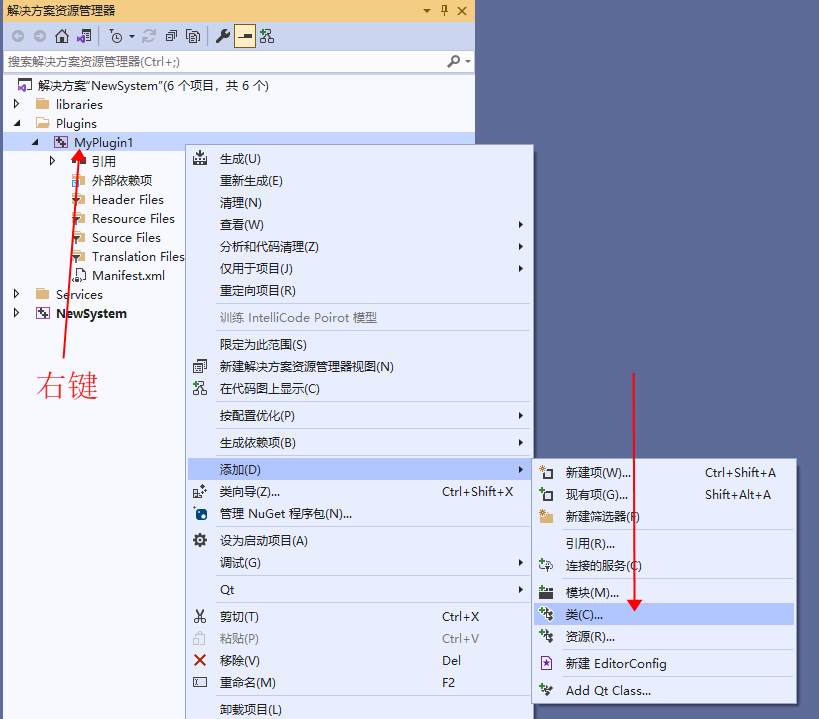 解决方案资源管理器
搜索解决方案资源管理器(Ctrl+;)
解决方案"NewSystem"(6 个项目，共 6 个)
libraries
Plugins
MyPlugin1
引用
外部依赖项
Header Files
Resource Files
Source Files
Translation Files
Manifest.xml
Services
NewSystem
右键
生成(U)
重新生成(E)
清理(N)
查看(W)
分析和代码清理(Z)
仅用于项目(J)
重定向项目(R)
训练 IntelliCode Poirot 模型
限定为此范围(S)
新建解决方案资源管理器视图(N)
在代码图上显示(C)
按配置优化(P)
生成依赖项(B)
添加(D)
类向导(Z)... Ctrl+Shift+X
管理 NuGet 程序包(N)...
设为启动项目(A)
调试(G)
Qt
剪切(T) Ctrl+X
粘贴(P) Ctrl+V
移除(V) Del
重命名(M) F2
卸载项目(L)
新建项(W)... Ctrl+Shift+A
现有项(G)... Shift+Alt+A
新建筛选器(F)
引用(R)...
连接的服务(C)
模块(M)...
类(C)...
资源(R)...
新建 EditorConfig
Add Qt Class...